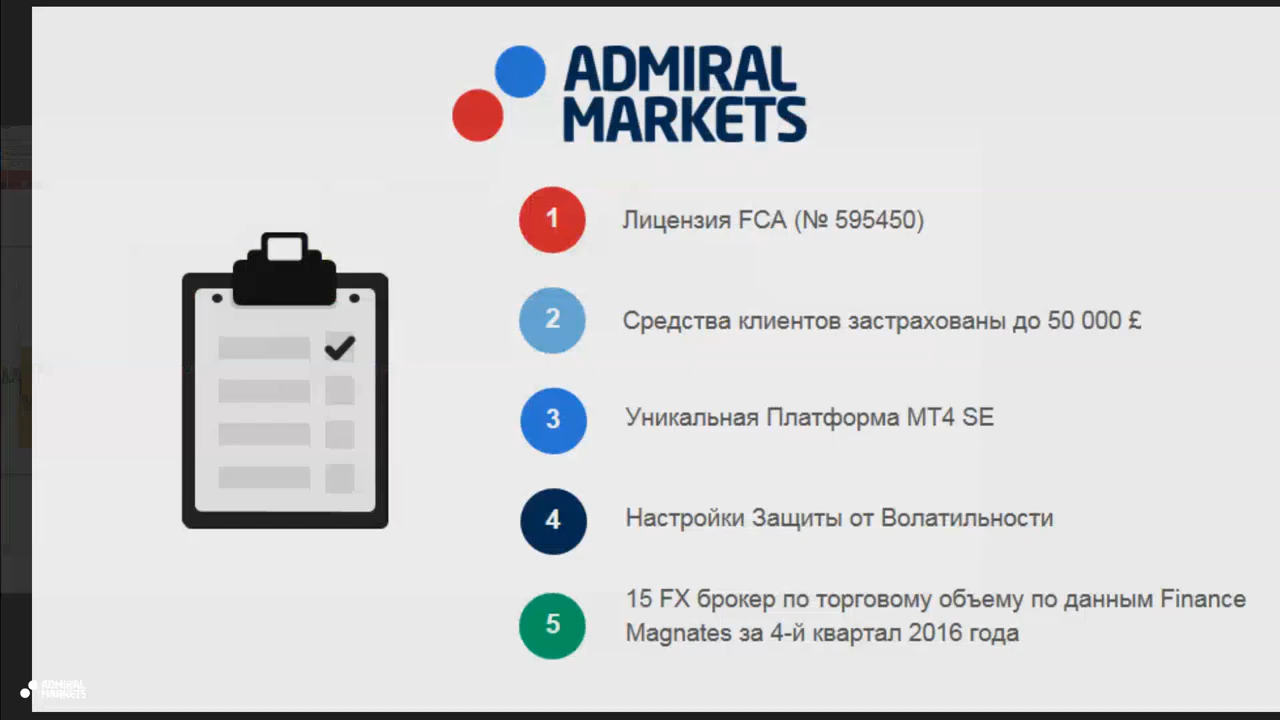 ADMIRAL
MARKETS
1 Лицензия FCA (№ 595450)
2 Средства клиентов застрахованы до 50 000 £
3 Уникальная Платформа MT4 SE
4 Настройки Защиты от Волатильности
5 15 FX брокер по торговому объему по данным Finance
Magnates за 4-й квартал 2016 года
ADMIRAL
MARKETS